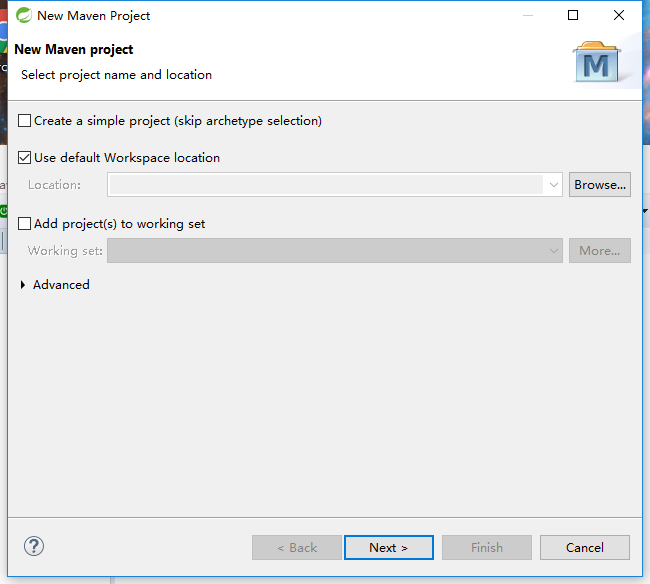 New Maven Project
New Maven project
Select project name and location
M
Create a simple project (skip archetype selection)
Use default Workspace location
Location:
Browse...
Add project(s) to working set
Working set:
More...
Advanced
?
< Back
Next >
Finish
Cancel